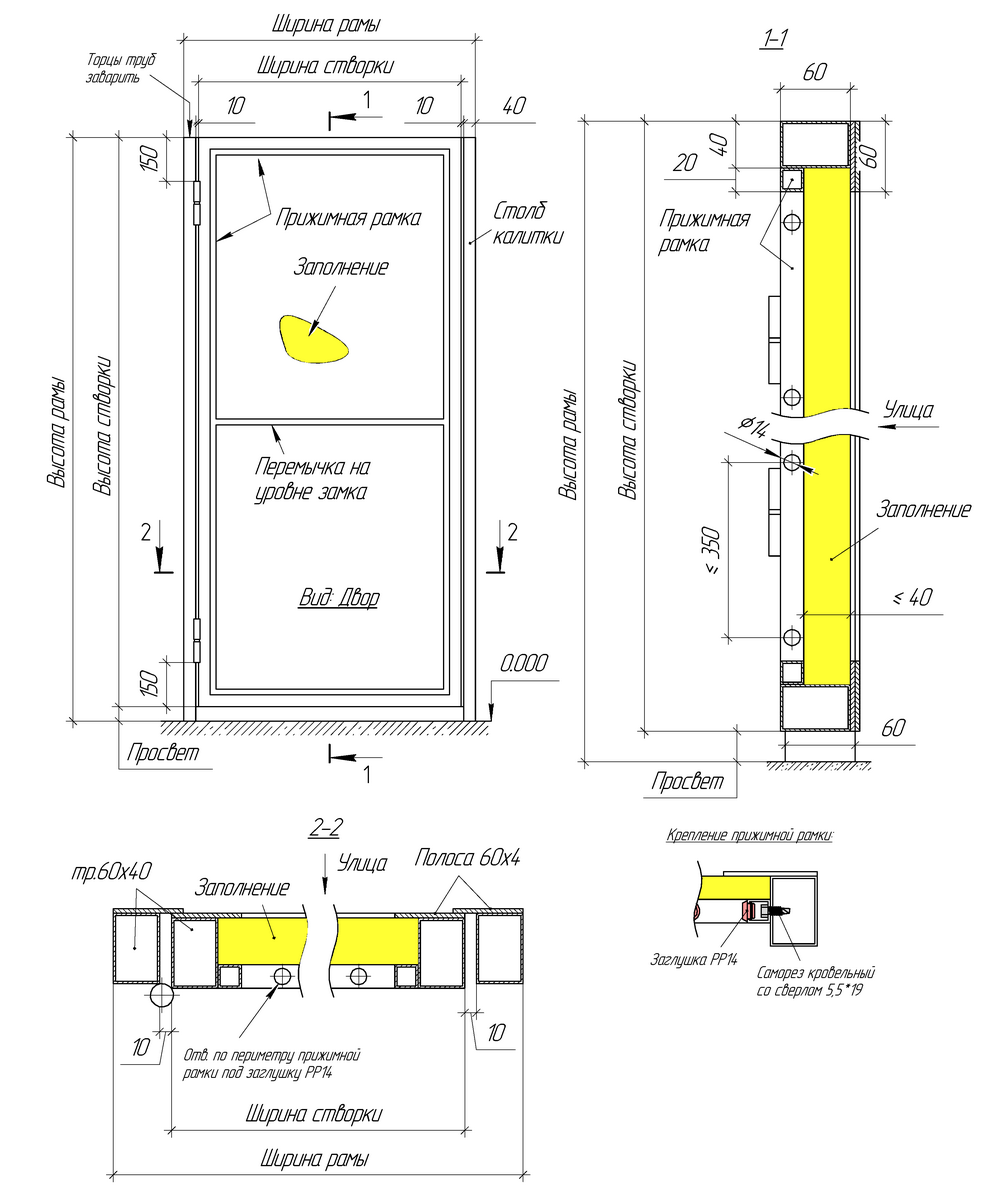 Ширина рамы
Торцы труб
заварить
Ширина створки
10
1
10
40
150
Прижимная рамка
Столб
калитки
Заполнение
Высота рамы
Высота створки
Перемычка на
уровне замка
2
2
Вид: Двор
150
0.000
Просвет
1
1-1
60
40
60
20
Прижимная
рамка
Высота рамы
Высота створки
Улица
⌀14
Заполнение
≤ 350
≤ 40
60
Просвет
2-2
тр.60х40
Заполнение
Улица
Полоса 60х4
10
10
Отв. по периметру прижимной
рамки под заглушку РР14
Ширина створки
Ширина рамы
Крепление прижимной рамки:
Заглушка РР14
Саморез кровельный
со сверлом 5,5*19